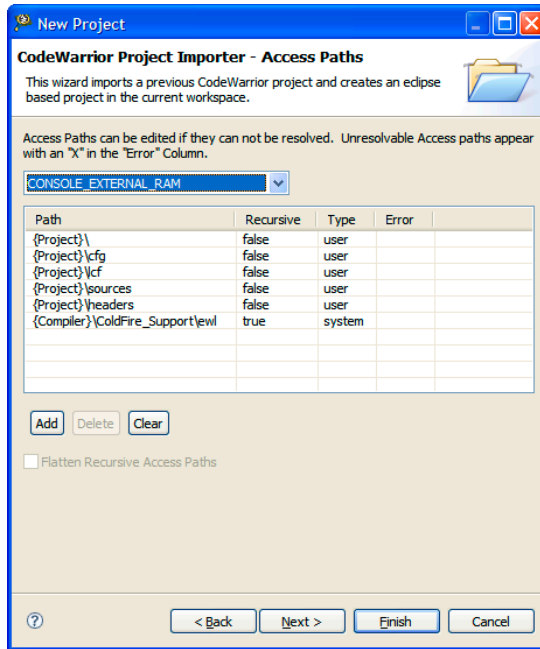 New Project
CodeWarrior Project Importer - Access Paths
This wizard imports a previous CodeWarrior project and creates an eclipse
based project in the current workspace.
Access Paths can be edited if they can not be resolved. Unresolvable Access paths appear
with an "X" in the "Error" Column.
CONSOLE_EXTERNAL_RAM
Path Recursive Type Error
{Project}\ false user
{Project}\cfg false user
{Project}\lcf false user
{Project}\sources false user
{Project}\headers false user
{Compiler}\ColdFire_Support\ewl true system
Add Delete Clear
Flatten Recursive Access Paths
? < Back Next > Finish Cancel